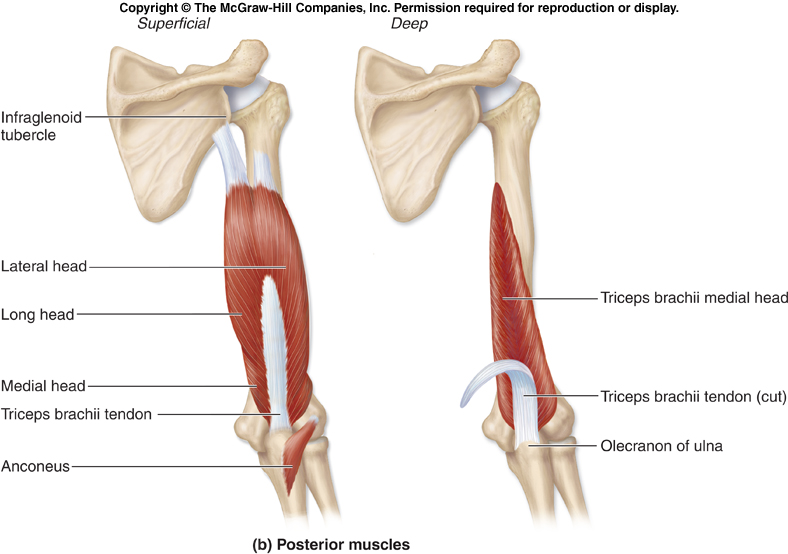 Copyright © The McGraw-Hill Companies, Inc. Permission required for reproduction or display.
Superficial
Deep
Infraglenoid
tubercle
Lateral head
Long head
Medial head
Triceps brachii tendon
Anconeus
Triceps brachii medial head
Triceps brachii tendon (cut)
Olecranon of ulna
(b) Posterior muscles